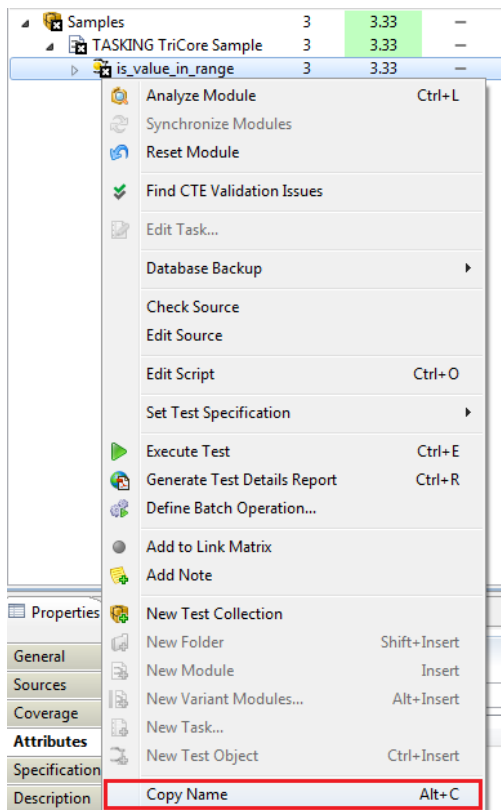 Samples 3 3.33 —
TASKING TriCore Sample 3 3.33 —
is_value_in_range 3 3.33 —
Analyze Module Ctrl+L
Synchronize Modules
Reset Module
Find CTE Validation Issues
Edit Task...
Database Backup
Check Source
Edit Source
Edit Script Ctrl+O
Set Test Specification
Execute Test Ctrl+E
Generate Test Details Report Ctrl+R
Define Batch Operation...
Add to Link Matrix
Add Note
Properties
New Test Collection
New Folder Shift+Insert
General
New Module Insert
Sources
New Variant Modules... Alt+Insert
Coverage
New Task...
Attributes
New Test Object Ctrl+Insert
Specification
Copy Name Alt+C
Description